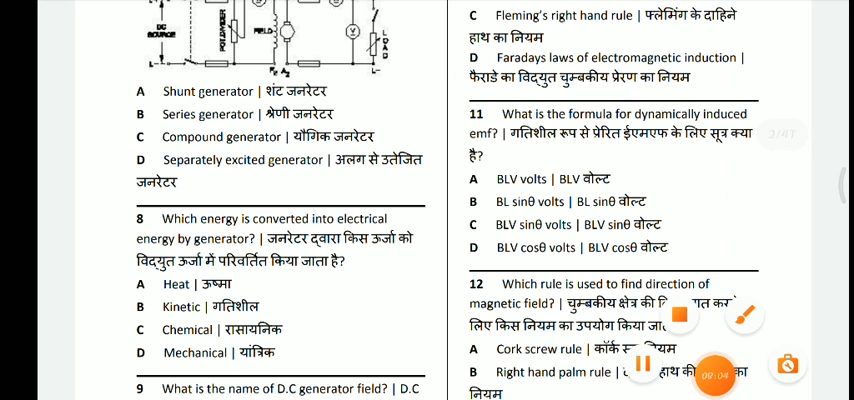 DC
SOURCE
POT.DIVIDER
FIELD
V
LOAD
L–
F₂ A₂
L–
A Shunt generator | शंट जनरेटर
B Series generator | श्रेणी जनरेटर
C Compound generator | यौगिक जनरेटर
D Separately excited generator | अलग से उत्तेजित
जनरेटर
8 Which energy is converted into electrical
energy by generator? | जनरेटर द्वारा किस ऊर्जा को
विद्युत ऊर्जा में परिवर्तित किया जाता है?
A Heat | ऊष्मा
B Kinetic | गतिशील
C Chemical | रासायनिक
D Mechanical | यांत्रिक
9 What is the name of D.C generator field? | D.C
C Fleming's right hand rule | फ्लेमिंग के दाहिने
हाथ का नियम
D Faradays laws of electromagnetic induction |
फैराडे का विद्युत चुम्बकीय प्रेरण का नियम
11 What is the formula for dynamically induced
emf? | गतिशील रूप से प्रेरित ईएमएफ के लिए सूत्र क्या
है?
2/47
A BLV volts | BLV वोल्ट
B BL sinθ volts | BL sinθ वोल्ट
C BLV sinθ volts | BLV sinθ वोल्ट
D BLV cosθ volts | BLV cosθ वोल्ट
12 Which rule is used to find direction of
magnetic field? | चुम्बकीय क्षेत्र की
लिए किस नियम का उपयोग किया
A Cork screw rule | कॉर्क
B Right hand palm rule | हाथ की का
नियम
09:04